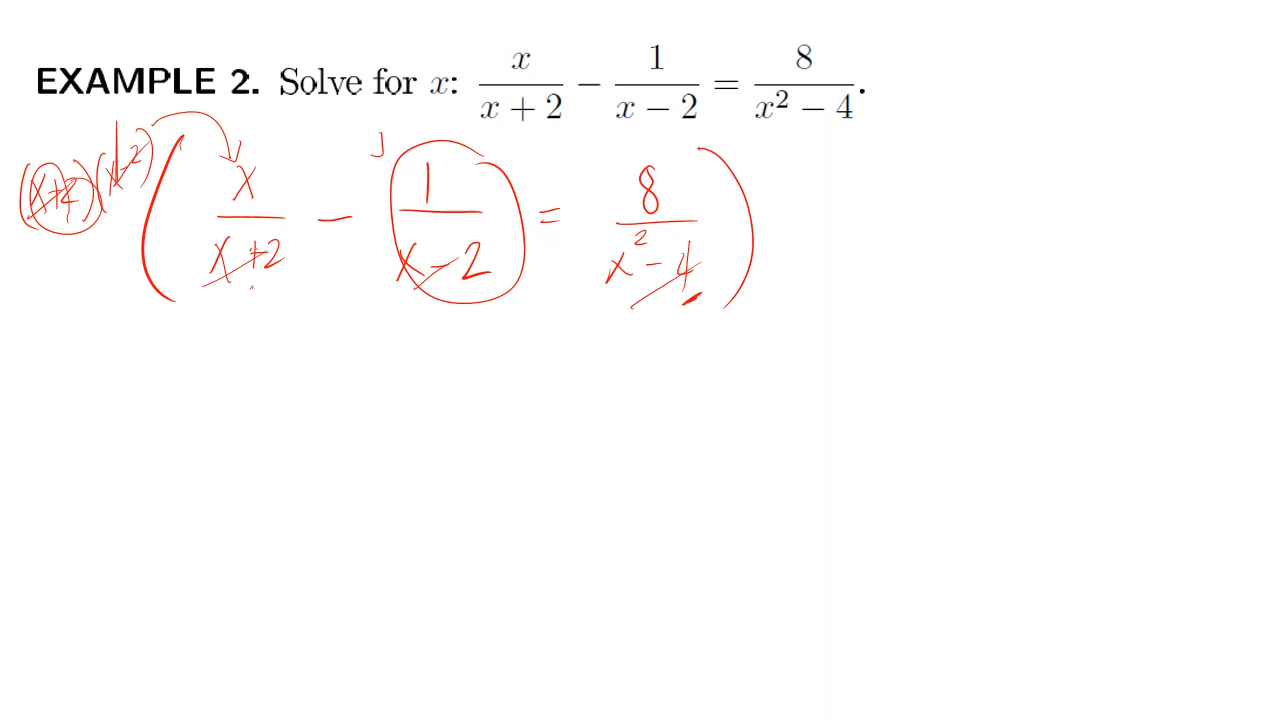 EXAMPLE 2. Solve for x: x/(x + 2) − 1/(x − 2) = 8/(x² − 4).
(x+2)(x-2) ( x/(x+2) − 1/(x-2) = 8/(x² - 4) )